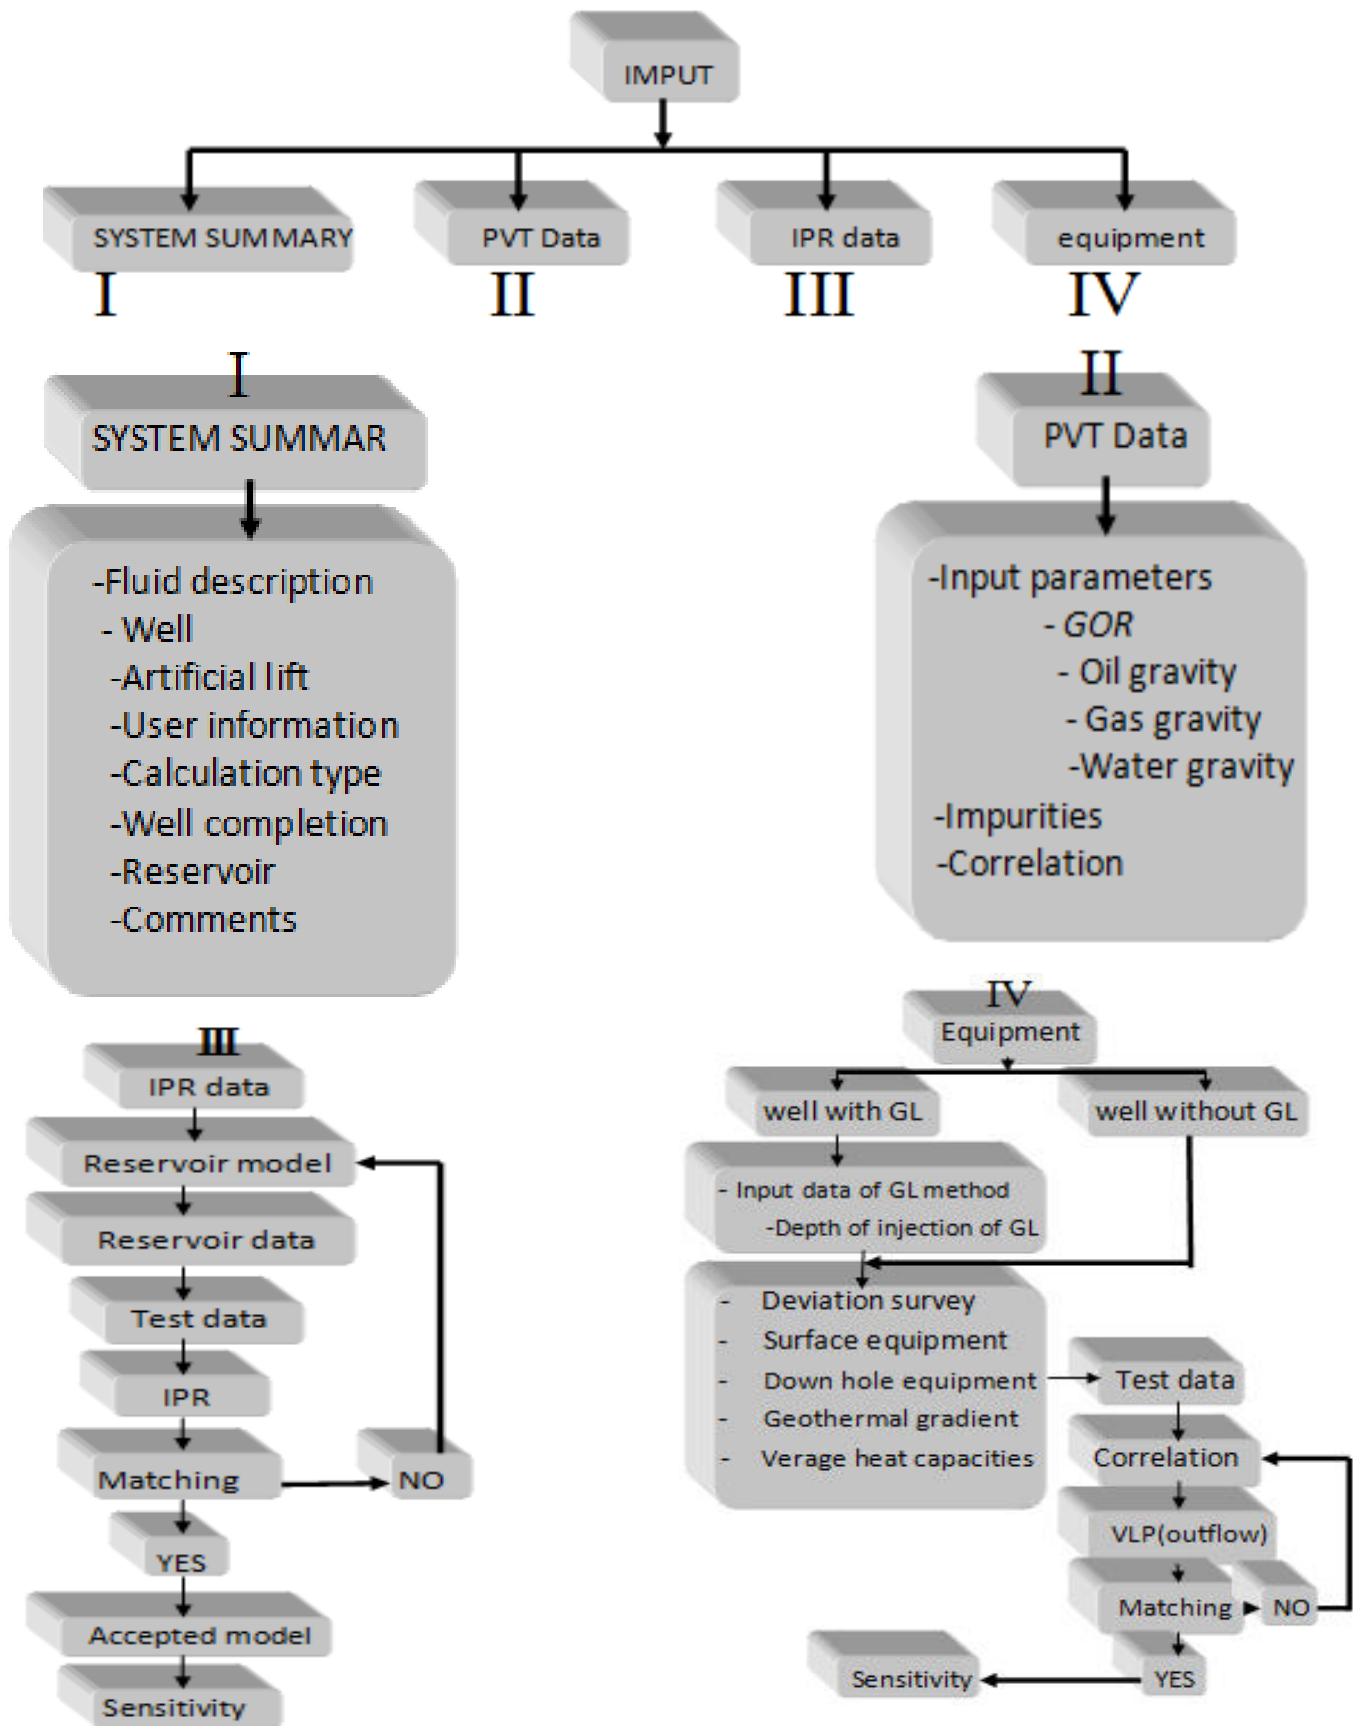 IMPUT
SYSTEM SUMMARY
PVT Data
IPR data
equipment
I
II
III
IV
I
SYSTEM SUMMAR
-Fluid description
- Well
-Artificial lift
-User information
-Calculation type
-Well completion
-Reservoir
-Comments
II
PVT Data
-Input parameters
- GOR
- Oil gravity
- Gas gravity
-Water gravity
-Impurities
-Correlation
III
IPR data
Reservoir model
Reservoir data
Test data
IPR
Matching
NO
YES
Accepted model
Sensitivity
IV
Equipment
well with GL
well without GL
- Input data of GL method
-Depth of injection of GL
- Deviation survey
- Surface equipment
- Down hole equipment
- Geothermal gradient
- Verage heat capacities
Test data
Correlation
VLP(outflow)
Matching
NO
YES
Sensitivity